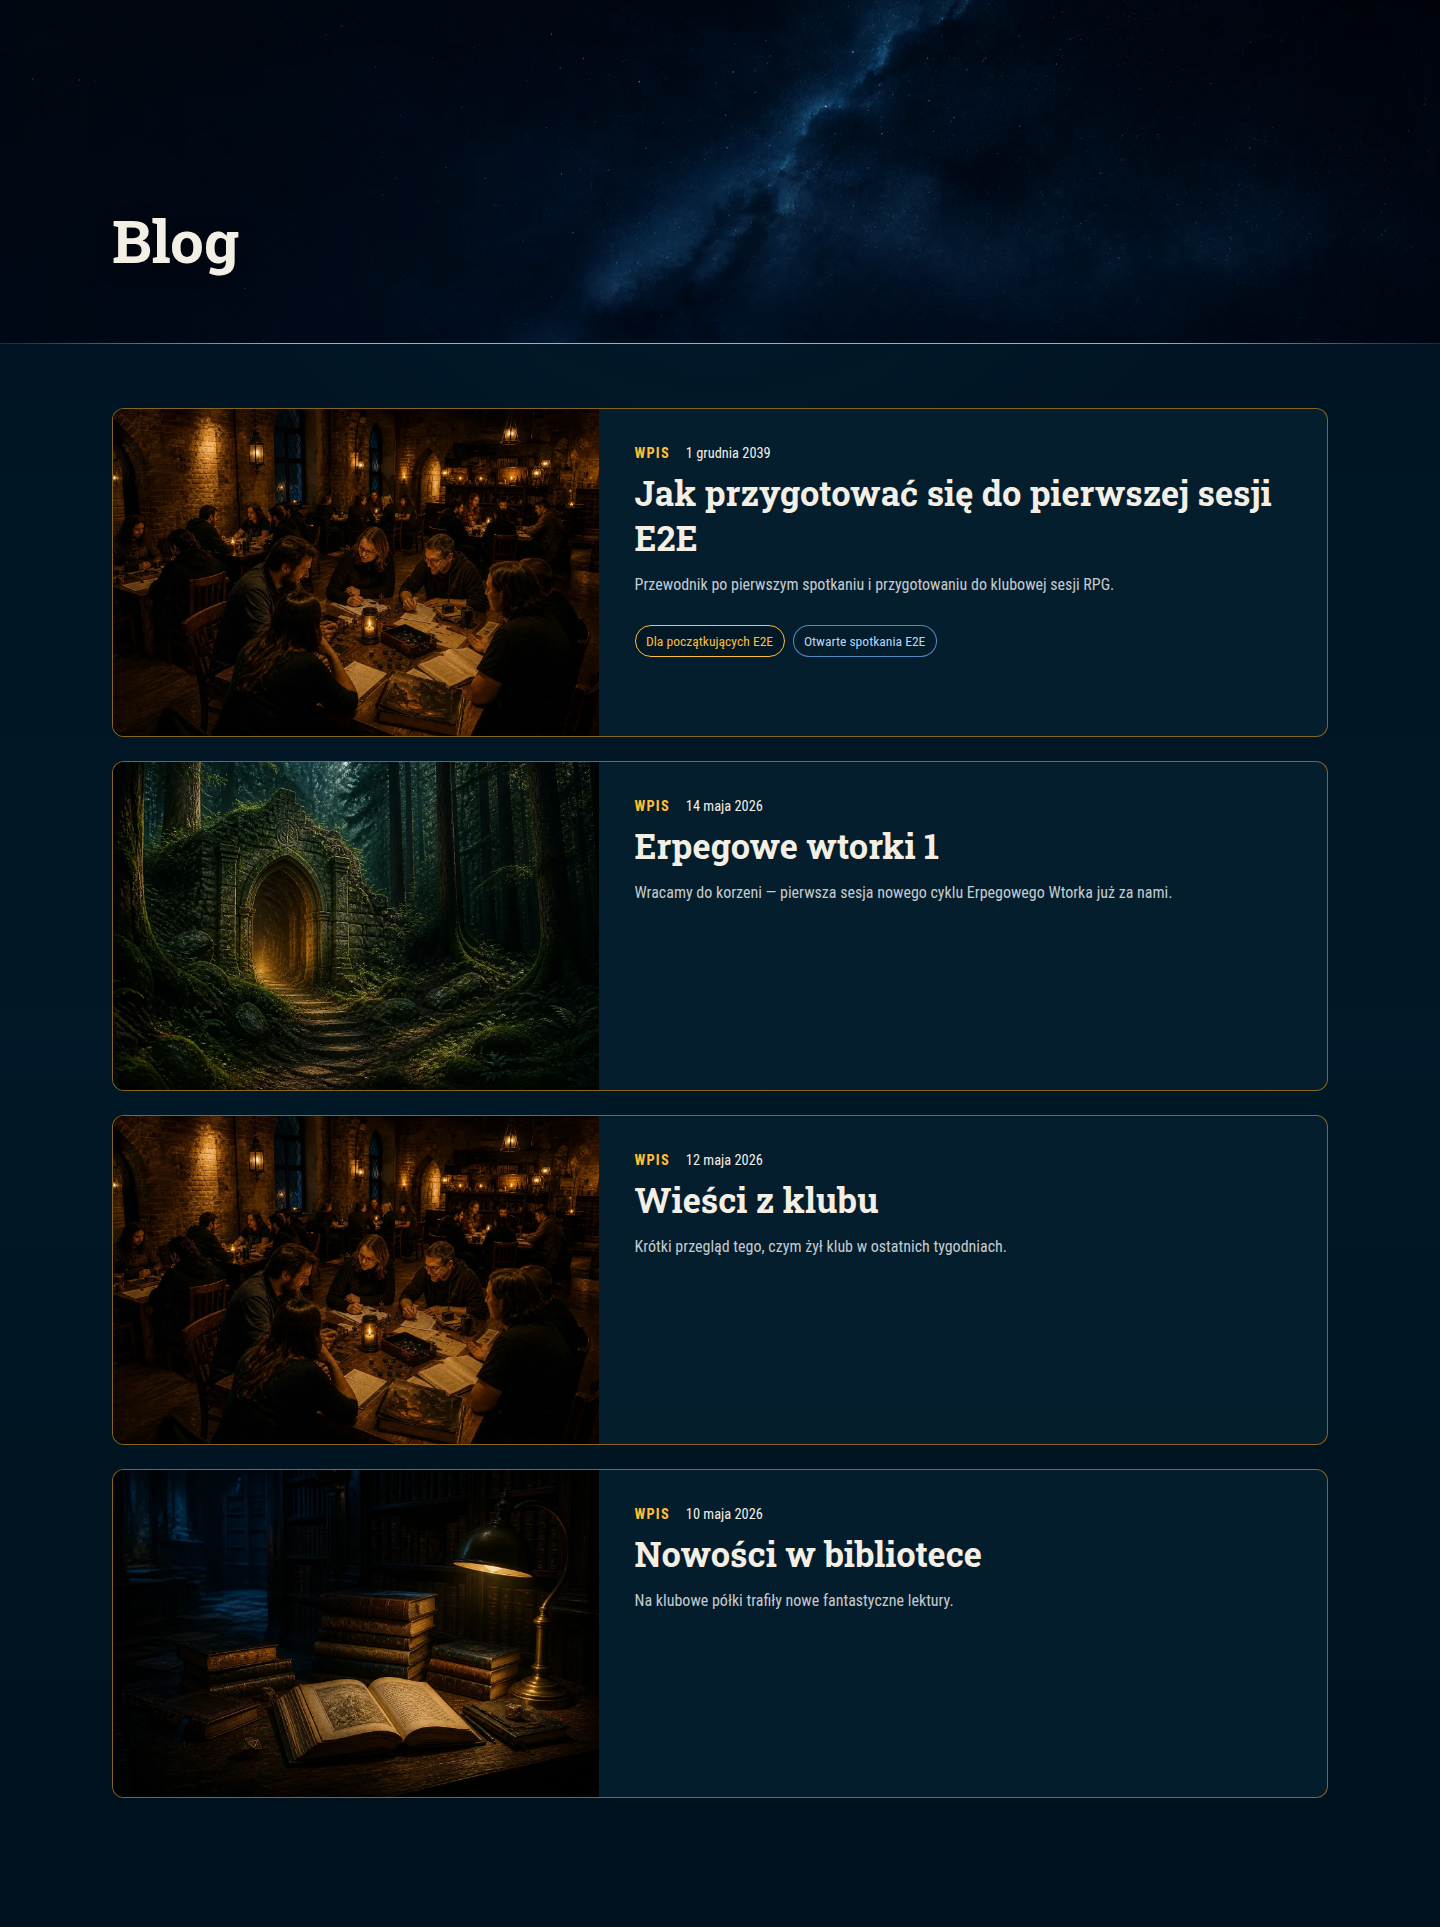 Blog
WPIS 1 grudnia 2039
Jak przygotować się do pierwszej sesji
E2E
Przewodnik po pierwszym spotkaniu i przygotowaniu do klubowej sesji RPG.
Dla początkujących E2E Otwarte spotkania E2E
WPIS 14 maja 2026
Erpegowe wtorki 1
Wracamy do korzeni — pierwsza sesja nowego cyklu Erpegowego Wtorka już za nami.
WPIS 12 maja 2026
Wieści z klubu
Krótki przegląd tego, czym żył klub w ostatnich tygodniach.
WPIS 10 maja 2026
Nowości w bibliotece
Na klubowe półki trafiły nowe fantastyczne lektury.